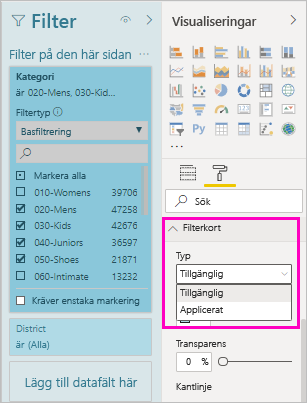 Filter
Filter på den här sidan ...
Kategori
är 020-Mens, 030-Kids...
Filtertyp
Basfiltrering
Markera alla
010-Womens 39706
020-Mens 47258
030-Kids 42676
040-Juniors 36597
050-Shoes 21871
060-Intimate 13232
Kräver enstaka markering
District
är (Alla)
Lägg till datafält här
Visualiseringar
R
Py
...
Sök
Filterkort
Typ
Tillgänglig
Tillgänglig
Applicerat
Transparens
0 %
Kantlinje